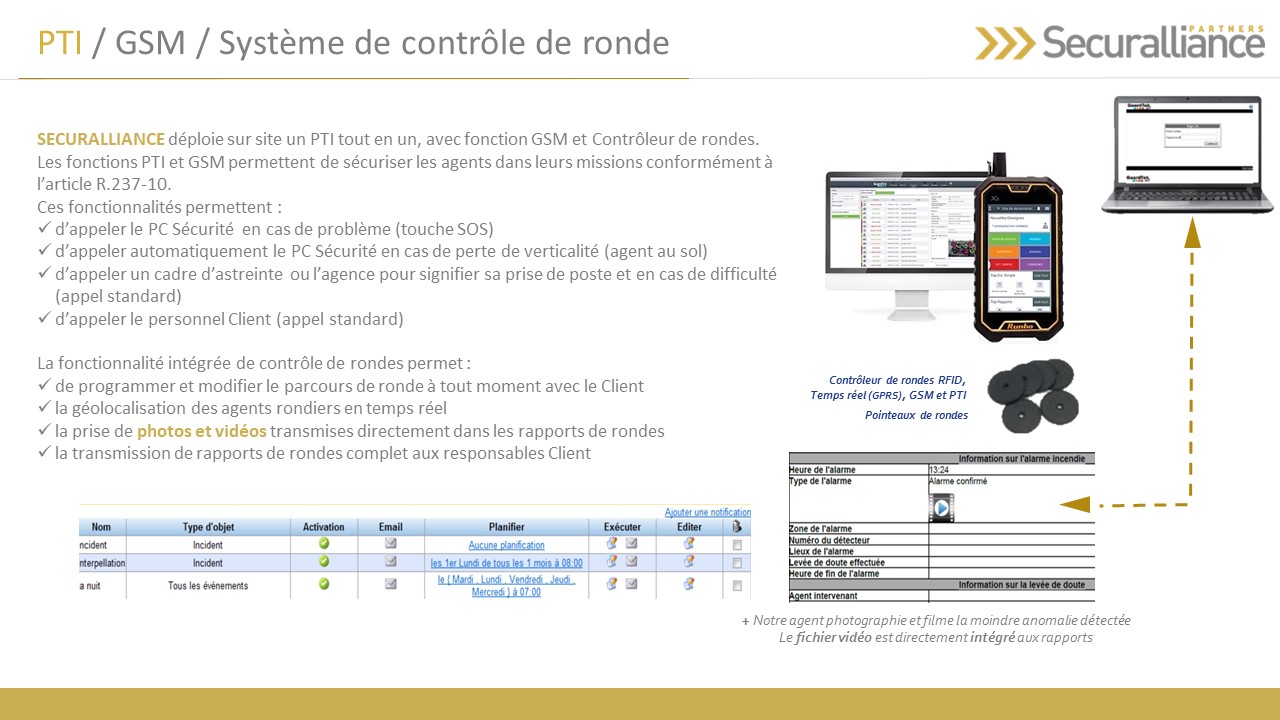 PTI / GSM / Système de contrôle de ronde
PARTNERS
Securalliance
SECURALLIANCE déploie sur site un PTI tout en un, avec option GSM et Contrôleur de rondes.
Les fonctions PTI et GSM permettent de sécuriser les agents dans leurs missions conformément à
l'article R.237-10.
Ces fonctions permettent :
d'appeler le PC en cas de problème (touche SOS)
d'appeler automatiquement en cas de perte de verticalité (agent au sol)
d'appeler un cadre d'astreinte ou l'agence pour signaler sa prise de poste et en cas de difficulté
(appel standard)
d'appeler le personnel Client (appel standard)
La fonctionnalité intégrée de contrôle de rondes permet :
de programmer et modifier le parcours de ronde à tout moment avec le Client
la géolocalisation des agents rondiers en temps réel
la prise de photos et vidéos transmises directement dans les rapports de rondes
la transmission de rapports de rondes complet aux responsables Client
Runbo
Contrôleur de rondes RFID,
Temps réel (GPRS), GSM et PTI
Pointeaux de rondes
Ajouter une notification
Nom Type d'objet Activation Email Planifier Exécuter Editer
ncident Incident Aucune planification
nterpellation Incident les 1er Lundi de tous les 1 mois à 08:00
a nuit Tous les événements le { Mardi , Lundi , Vendredi , Jeudi ,
Mercredi } à 07:00
Information sur l'alarme incendie
Heure de l'alarme 13:24
Type de l'alarme Alarme confirmé
Zone de l'alarme
Numéro du détecteur
Lieux de l'alarme
Levée de doute effectuée
Heure de fin de l'alarme
Information sur la levée de doute
Agent intervenant
+ Notre agent photographie et filme la moindre anomalie détectée
Le fichier vidéo est directement intégré aux rapports